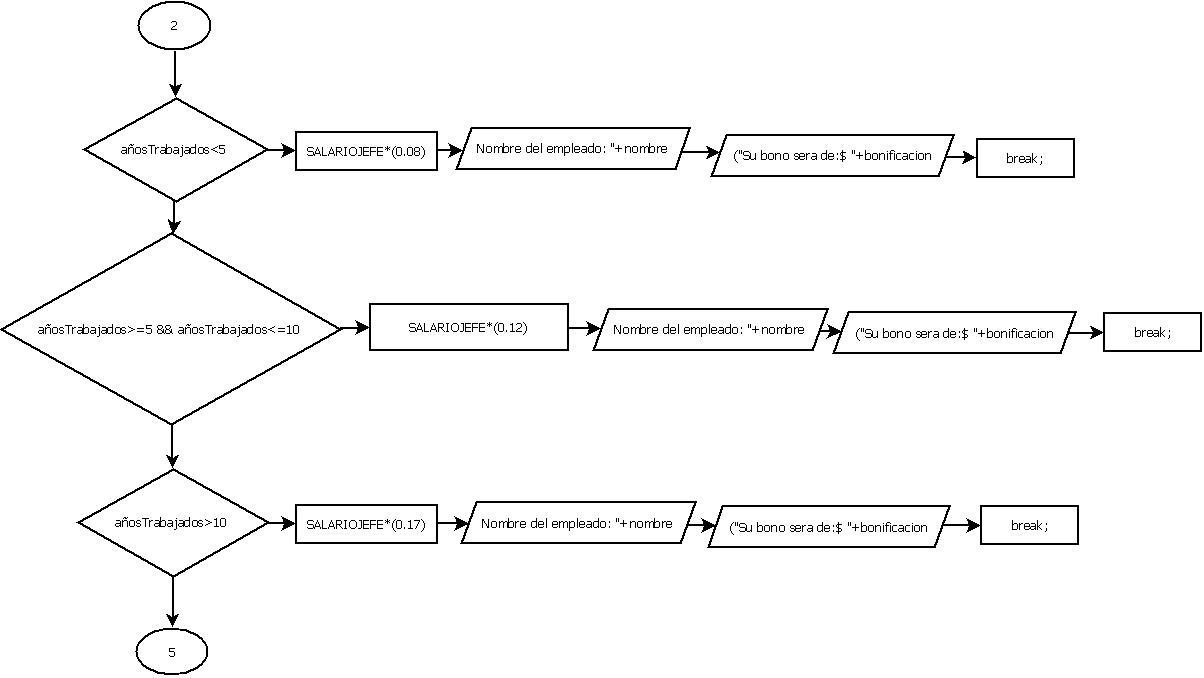 2
añosTrabajados<5
SALARIOJEFE*(0.08)
Nombre del empleado: "+nombre
("Su bono sera de:$ "+bonificacion
break;
añosTrabajados>=5 && añosTrabajados<=10
SALARIOJEFE*(0.12)
Nombre del empleado: "+nombre
("Su bono sera de:$ "+bonificacion
break;
añosTrabajados>10
SALARIOJEFE*(0.17)
Nombre del empleado: "+nombre
("Su bono sera de:$ "+bonificacion
break;
5